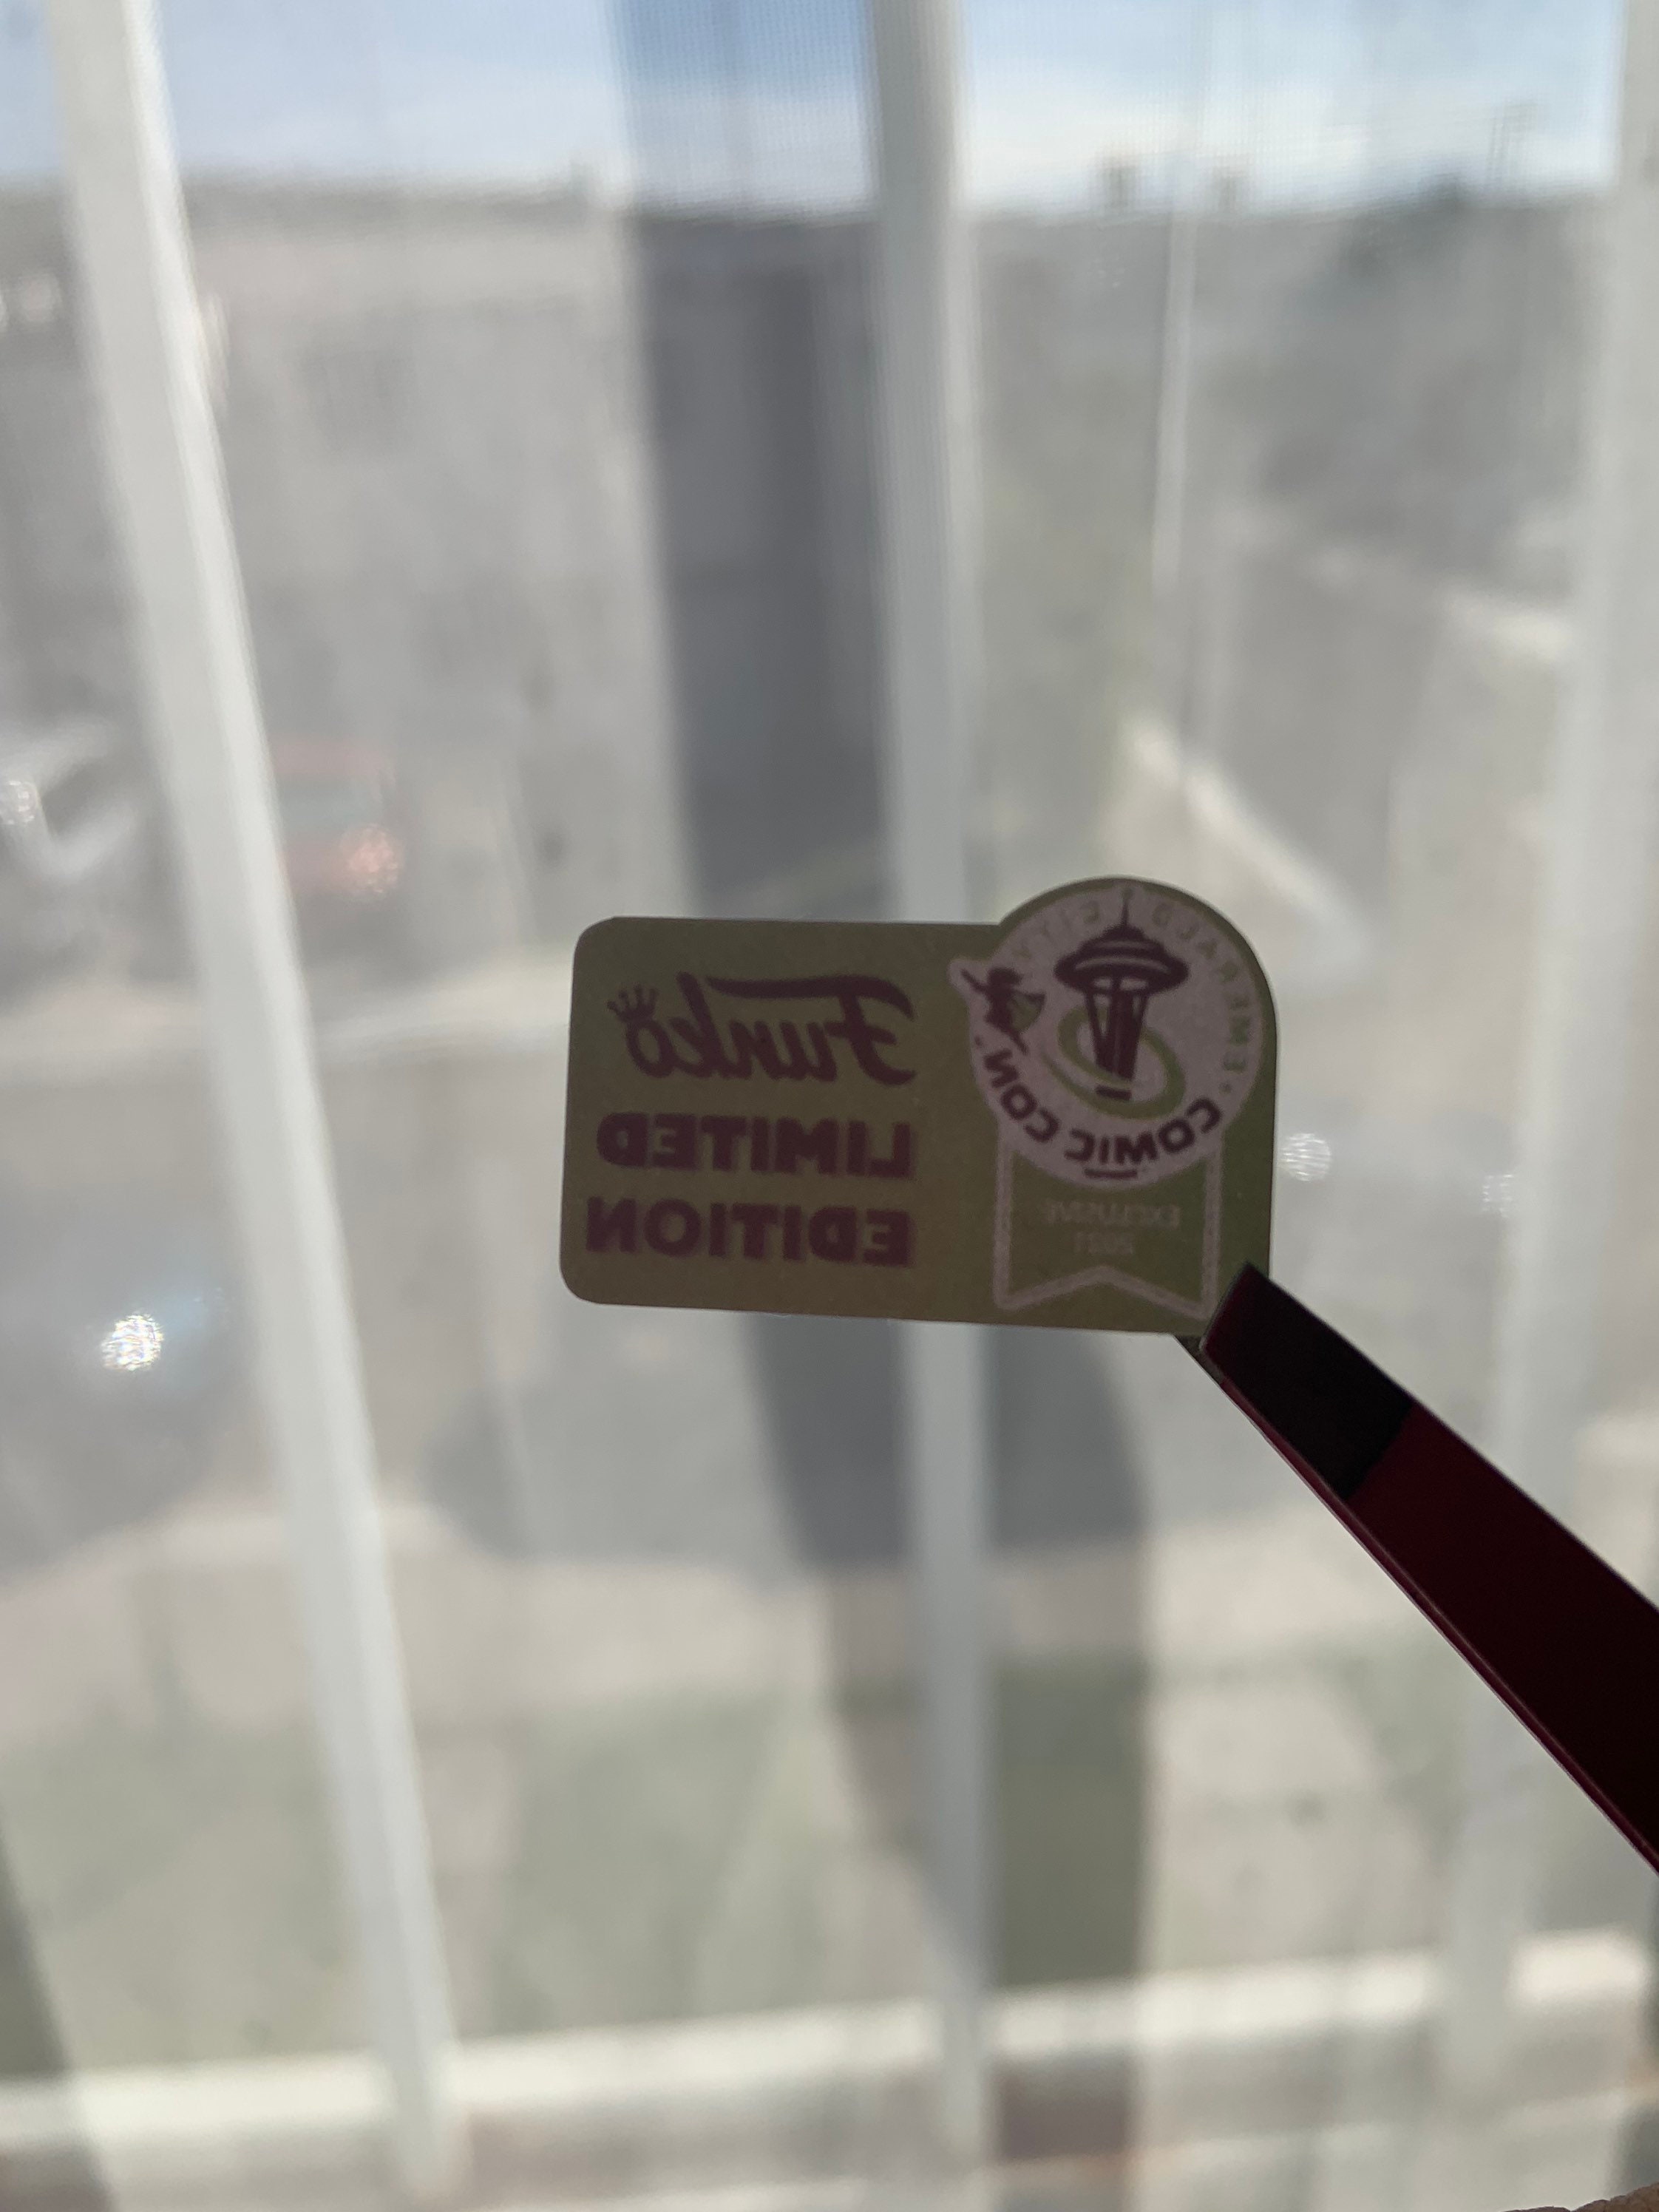 EMERALD CITY
COMIC CON
EXCLUSIVE
2021
Funko
LIMITED
EDITION